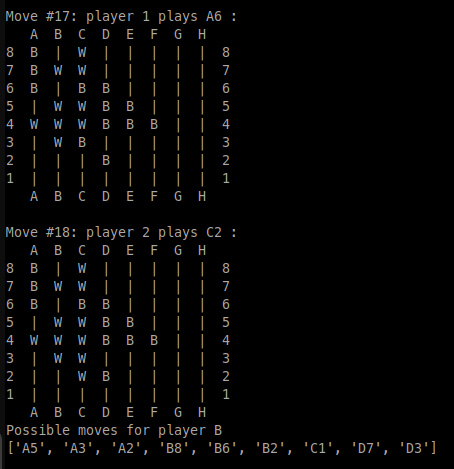 Move #17: player 1 plays A6 :
   A  B  C  D  E  F  G  H
8  B  |  W  |  |  |  |  |  8
7  B  W  W  |  |  |  |  |  7
6  B  |  B  B  |  |  |  |  6
5  |  W  W  B  B  |  |  |  5
4  W  W  W  B  B  B  |  |  4
3  |  W  B  |  |  |  |  |  3
2  |  |  |  B  |  |  |  |  2
1  |  |  |  |  |  |  |  |  1
   A  B  C  D  E  F  G  H
Move #18: player 2 plays C2 :
   A  B  C  D  E  F  G  H
8  B  |  W  |  |  |  |  |  8
7  B  W  W  |  |  |  |  |  7
6  B  |  B  B  |  |  |  |  6
5  |  W  W  B  B  |  |  |  5
4  W  W  W  B  B  B  |  |  4
3  |  W  W  |  |  |  |  |  3
2  |  |  W  B  |  |  |  |  2
1  |  |  |  |  |  |  |  |  1
   A  B  C  D  E  F  G  H
Possible moves for player B
['A5', 'A3', 'A2', 'B8', 'B6', 'B2', 'C1', 'D7', 'D3']